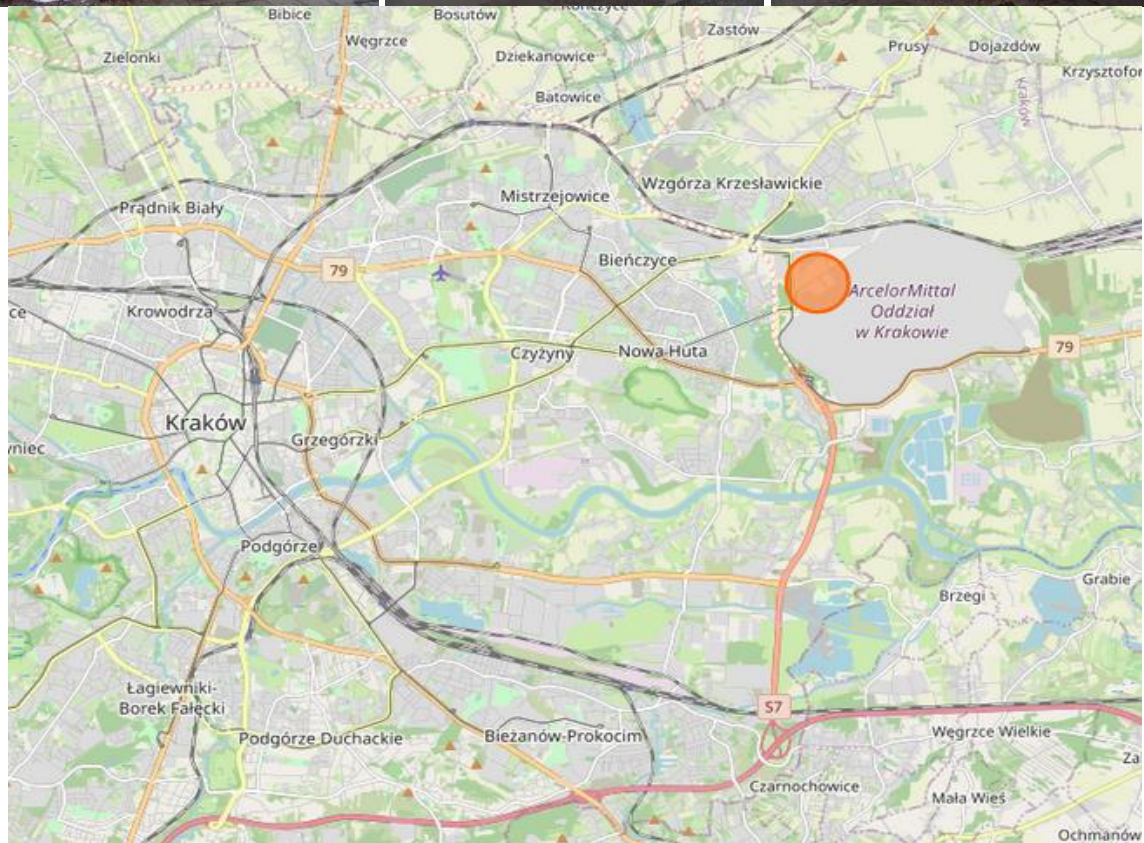 Bibice
Bosutów
Zastów
Węgrzce
Zielonki
Dziekanowice
Prusy
Dojazdów
Batowice
Kraków
Wzgórza Krzesławickie
Mistrzejowice
Prądnik Biały
79
Bieńczyce
ArcelorMittal
Oddział
w Krakowie
Krowodrza
Czyżyny
Nowa Huta
79
Kraków
Grzegórzki
Podgórze
Grabie
Brzegi
Łagiewniki-
Borek Fałęcki
S7
Podgórze Duchackie
Bieżanów-Prokocim
Węgrzce Wielkie
Czarnochowice
Mała Wieś